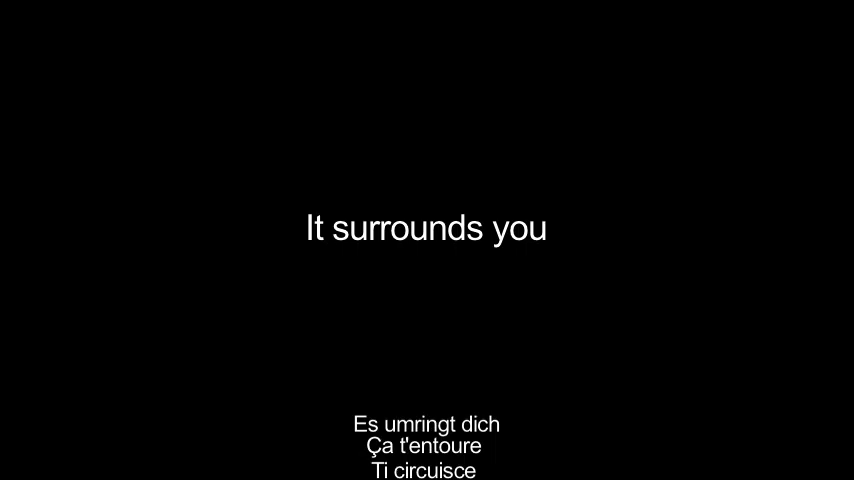 It surrounds you
Es umringt dich
Ça t'entoure
Ti circuisce